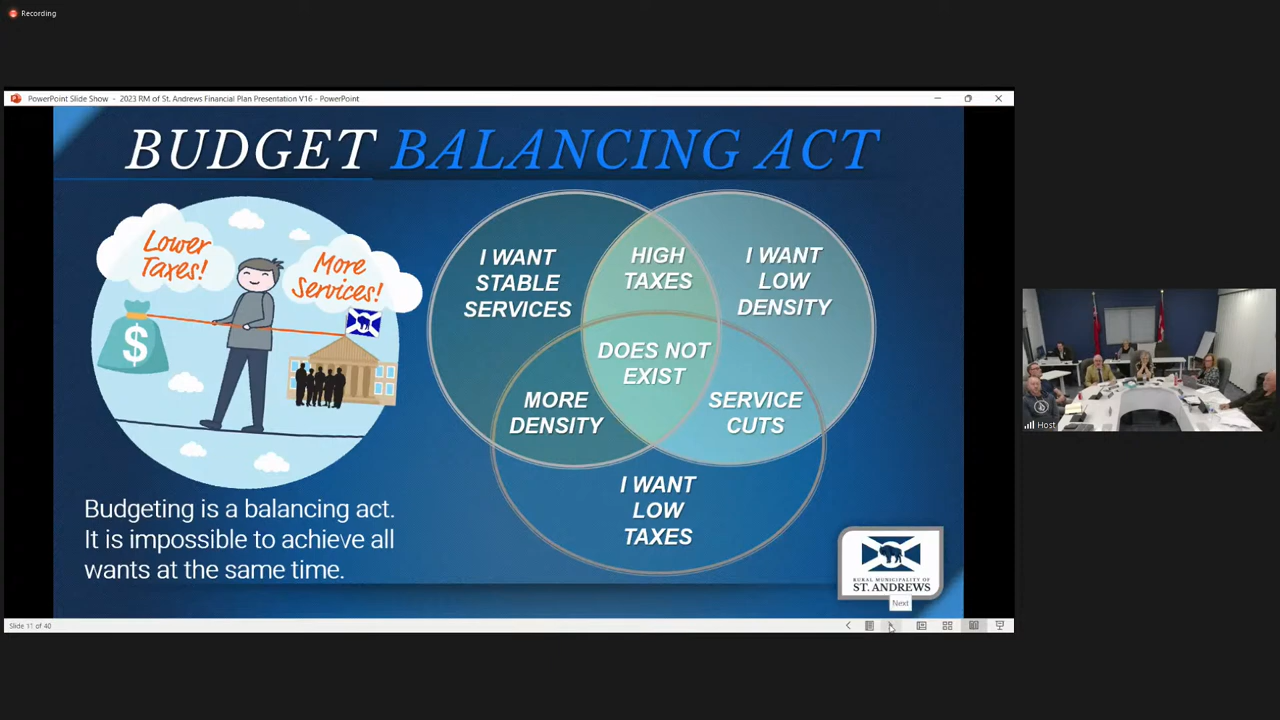 Recording
PowerPoint Slide Show - 2023 RM of St. Andrews Financial Plan Presentation V16 - PowerPoint
BUDGET BALANCING ACT
Lower
Taxes!
More
Services!
$
Budgeting is a balancing act.
It is impossible to achieve all
wants at the same time.
I WANT
STABLE
SERVICES
HIGH
TAXES
I WANT
LOW
DENSITY
DOES NOT
EXIST
MORE
DENSITY
SERVICE
CUTS
I WANT
LOW
TAXES
RURAL MUNICIPALITY OF
ST. ANDREWS
Next
Slide 11 of 40
Host